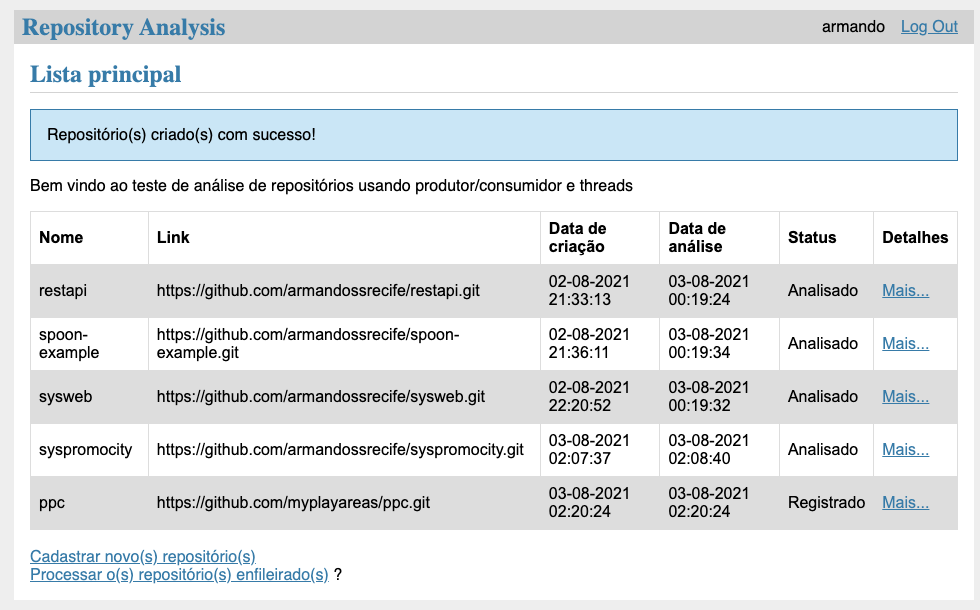 Repository Analysis armando Log Out
Lista principal
Repositório(s) criado(s) com sucesso!
Bem vindo ao teste de análise de repositórios usando produtor/consumidor e threads
Nome Link Data de criação Data de análise Status Detalhes
restapi https://github.com/armandossrecife/restapi.git 02-08-2021 21:33:13 03-08-2021 00:19:24 Analisado Mais...
spoon-example https://github.com/armandossrecife/spoon-example.git 02-08-2021 21:36:11 03-08-2021 00:19:34 Analisado Mais...
sysweb https://github.com/armandossrecife/sysweb.git 02-08-2021 22:20:52 03-08-2021 00:19:32 Analisado Mais...
syspromocity https://github.com/armandossrecife/syspromocity.git 03-08-2021 02:07:37 03-08-2021 02:08:40 Analisado Mais...
ppc https://github.com/myplayareas/ppc.git 03-08-2021 02:20:24 03-08-2021 02:20:24 Registrado Mais...
Cadastrar novo(s) repositório(s)
Processar o(s) repositório(s) enfileirado(s) ?